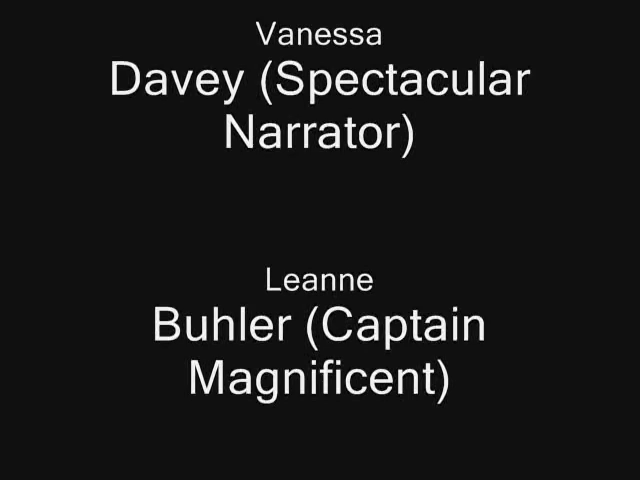 Vanessa
Davey (Spectacular
Narrator)
Leanne
Buhler (Captain
Magnificent)